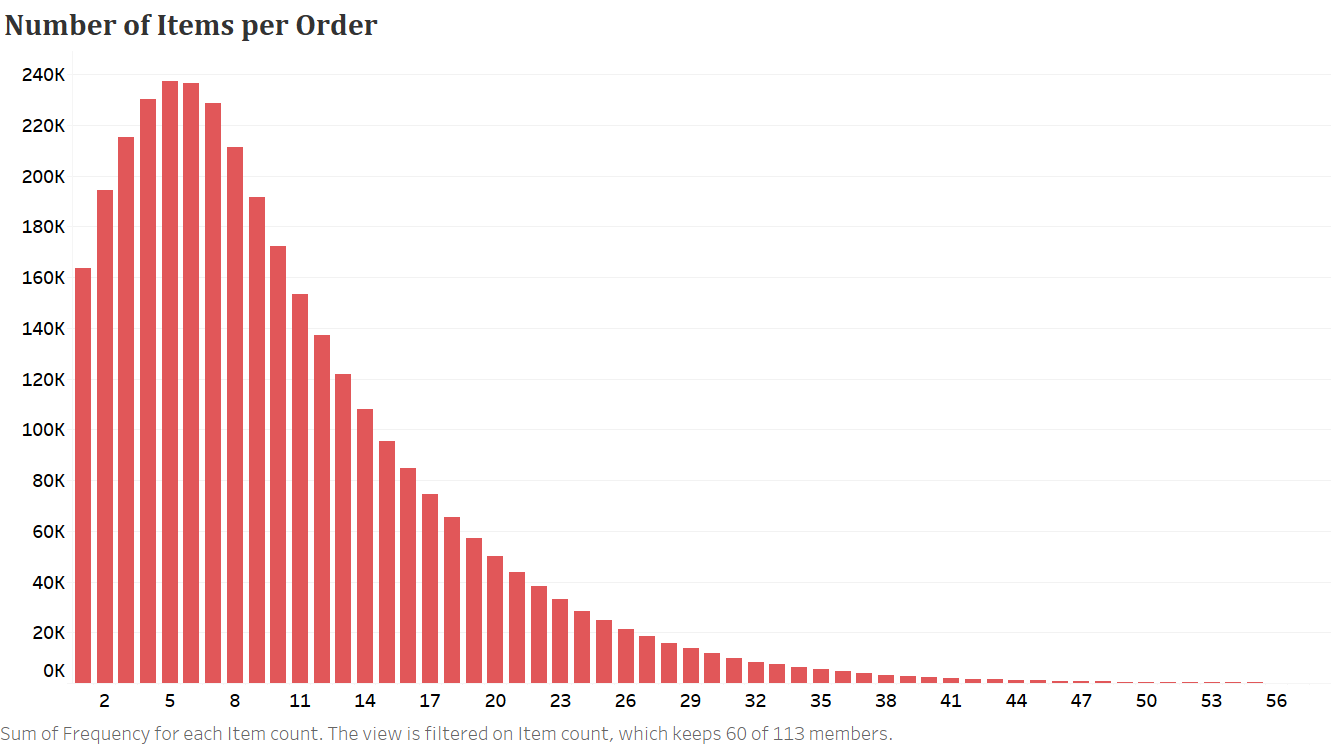 Number of Items per Order
240K
220K
200K
180K
160K
140K
120K
100K
80K
60K
40K
20K
0K
2 5 8 11 14 17 20 23 26 29 32 35 38 41 44 47 50 53 56
Sum of Frequency for each Item count. The view is filtered on Item count, which keeps 60 of 113 members.